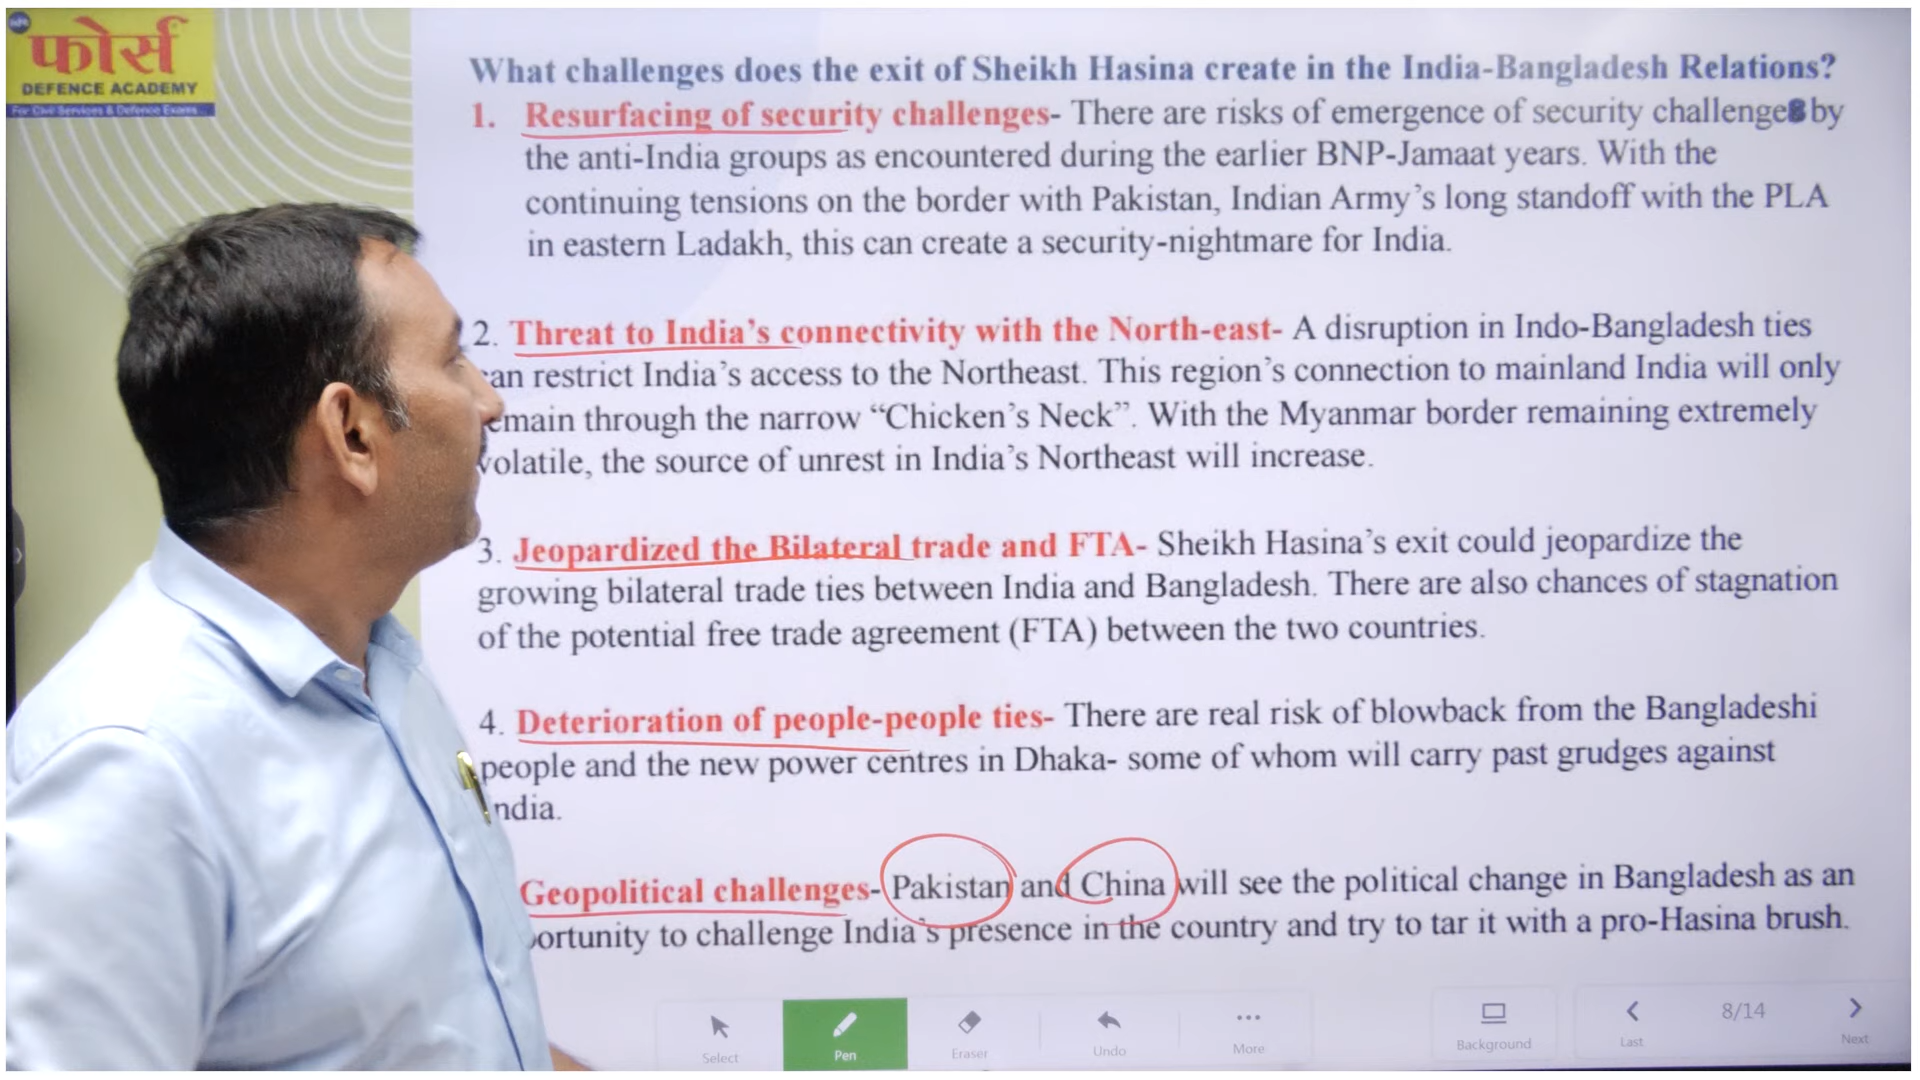 फोर्स
DEFENCE ACADEMY
For Civil Services & Defence Exams
What challenges does the exit of Sheikh Hasina create in the India-Bangladesh Relations?
1. Resurfacing of security challenges- There are risks of emergence of security challenges by
the anti-India groups as encountered during the earlier BNP-Jamaat years. With the
continuing tensions on the border with Pakistan, Indian Army's long standoff with the PLA
in eastern Ladakh, this can create a security-nightmare for India.
2. Threat to India's connectivity with the North-east- A disruption in Indo-Bangladesh ties
an restrict India's access to the Northeast. This region's connection to mainland India will only
emain through the narrow “Chicken's Neck”. With the Myanmar border remaining extremely
volatile, the source of unrest in India's Northeast will increase.
3. Jeopardized the Bilateral trade and FTA- Sheikh Hasina's exit could jeopardize the
growing bilateral trade ties between India and Bangladesh. There are also chances of stagnation
of the potential free trade agreement (FTA) between the two countries.
4. Deterioration of people-people ties- There are real risk of blowback from the Bangladeshi
people and the new power centres in Dhaka- some of whom will carry past grudges against
ndia.
Geopolitical challenges- Pakistan and China will see the political change in Bangladesh as an
portunity to challenge India's presence in the country and try to tar it with a pro-Hasina brush.
Select
Pen
Eraser
Undo
More
Background
Last
8/14
Next